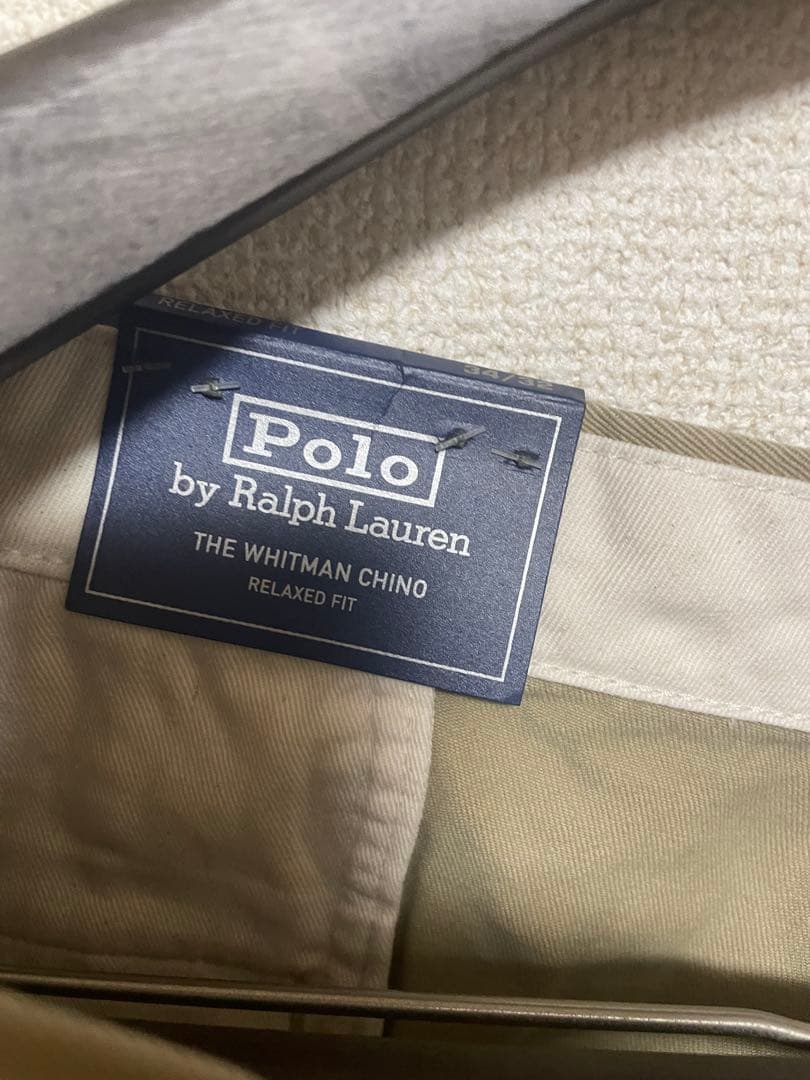 RELAXED FIT
34/32
Polo
by Ralph Lauren
THE WHITMAN CHINO
RELAXED FIT